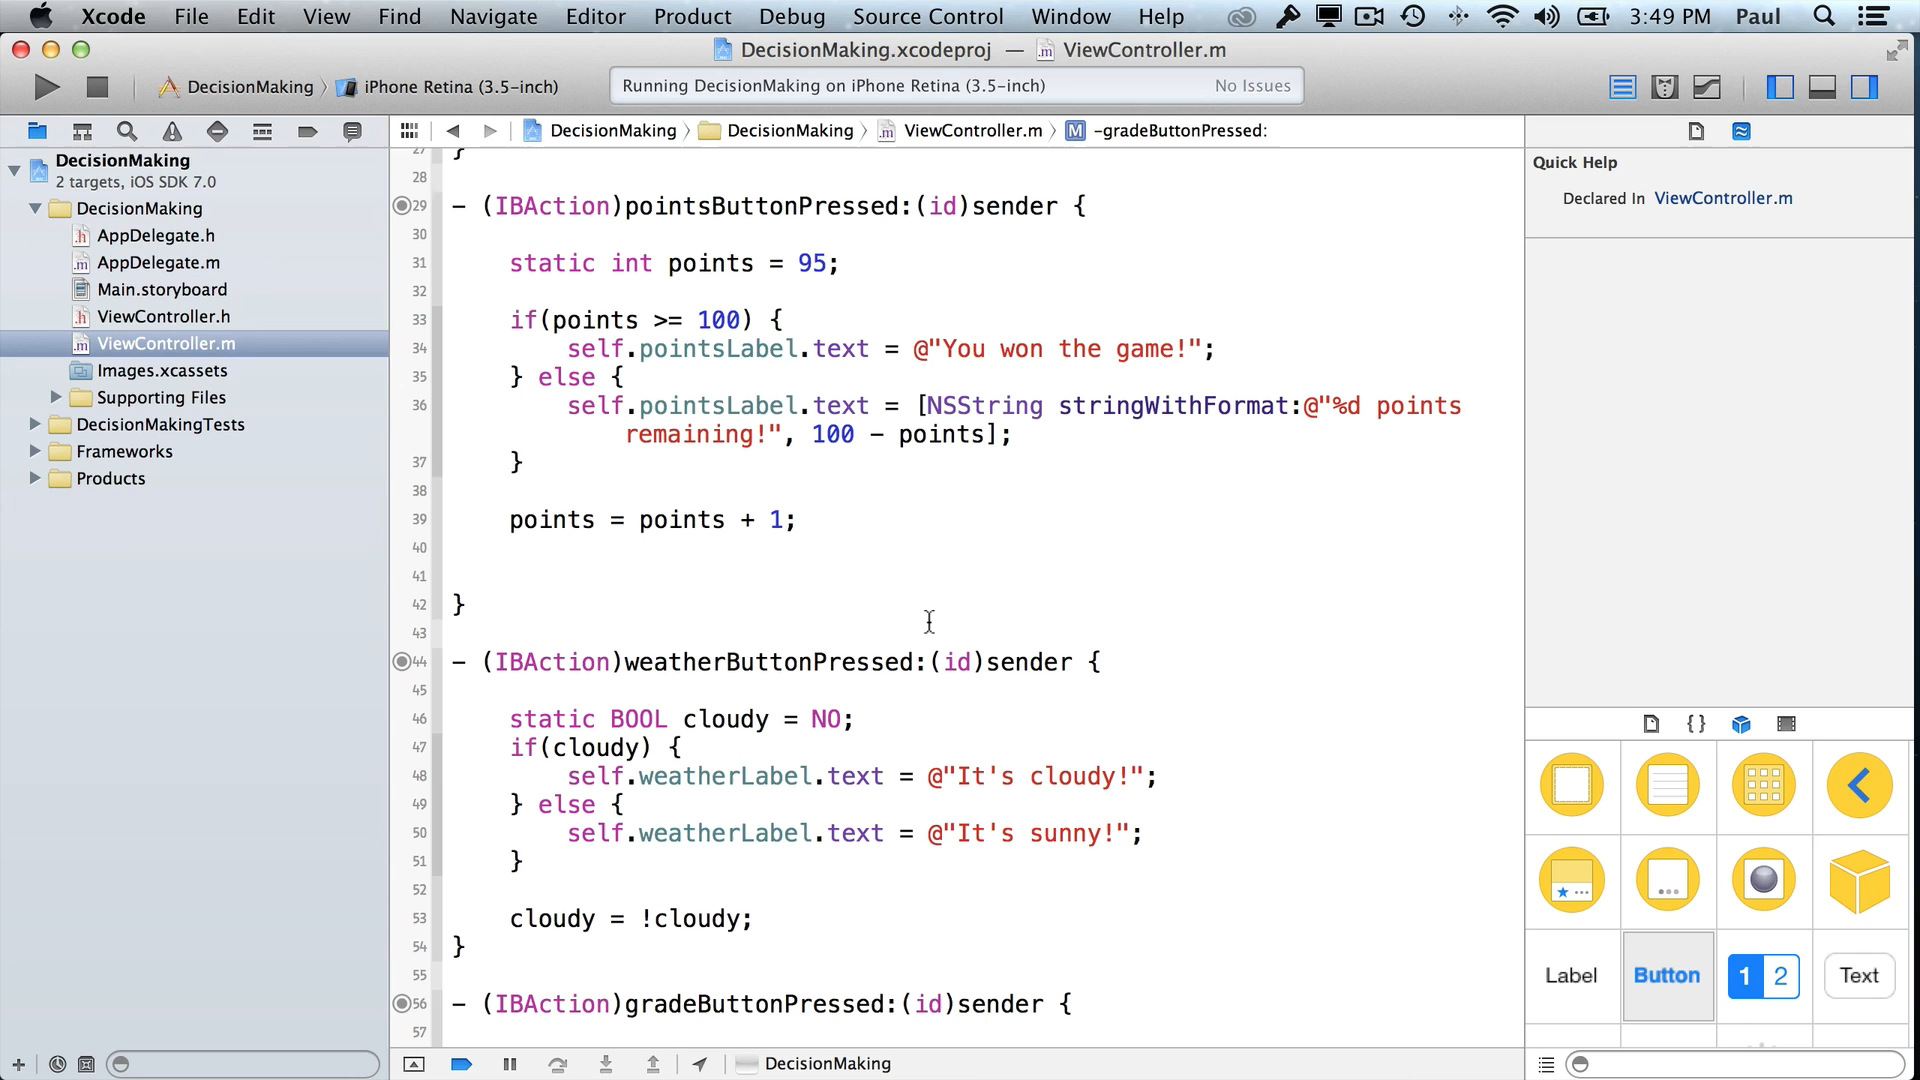 Xcode File Edit View Find Navigate Editor Product Debug Source Control Window Help 3:49 PM Paul
DecisionMaking.xcodeproj — ViewController.m
DecisionMaking iPhone Retina (3.5-inch) Running DecisionMaking on iPhone Retina (3.5-inch) No Issues
DecisionMaking DecisionMaking ViewController.m M -gradeButtonPressed:
DecisionMaking
2 targets, iOS SDK 7.0
DecisionMaking
.h AppDelegate.h
.m AppDelegate.m
Main.storyboard
.h ViewController.h
.m ViewController.m
Images.xcassets
Supporting Files
DecisionMakingTests
Frameworks
Products
27 }
28
29 - (IBAction)pointsButtonPressed:(id)sender {
30
31 static int points = 95;
32
33 if(points >= 100) {
34 self.pointsLabel.text = @"You won the game!";
35 } else {
36 self.pointsLabel.text = [NSString stringWithFormat:@"%d points
remaining!", 100 - points];
37 }
38
39 points = points + 1;
40
41
42 }
43
44 - (IBAction)weatherButtonPressed:(id)sender {
45
46 static BOOL cloudy = NO;
47 if(cloudy) {
48 self.weatherLabel.text = @"It's cloudy!";
49 } else {
50 self.weatherLabel.text = @"It's sunny!";
51 }
52
53 cloudy = !cloudy;
54 }
55
56 - (IBAction)gradeButtonPressed:(id)sender {
57
DecisionMaking
Quick Help
Declared In ViewController.m
{ }
Label Button 1 2 Text